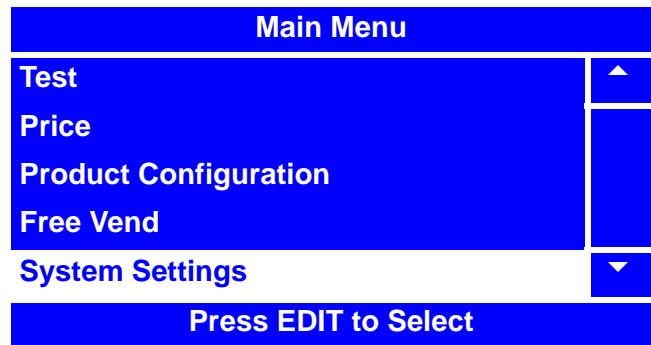 Main Menu
Test
Price
Product Configuration
Free Vend
System Settings
Press EDIT to Select